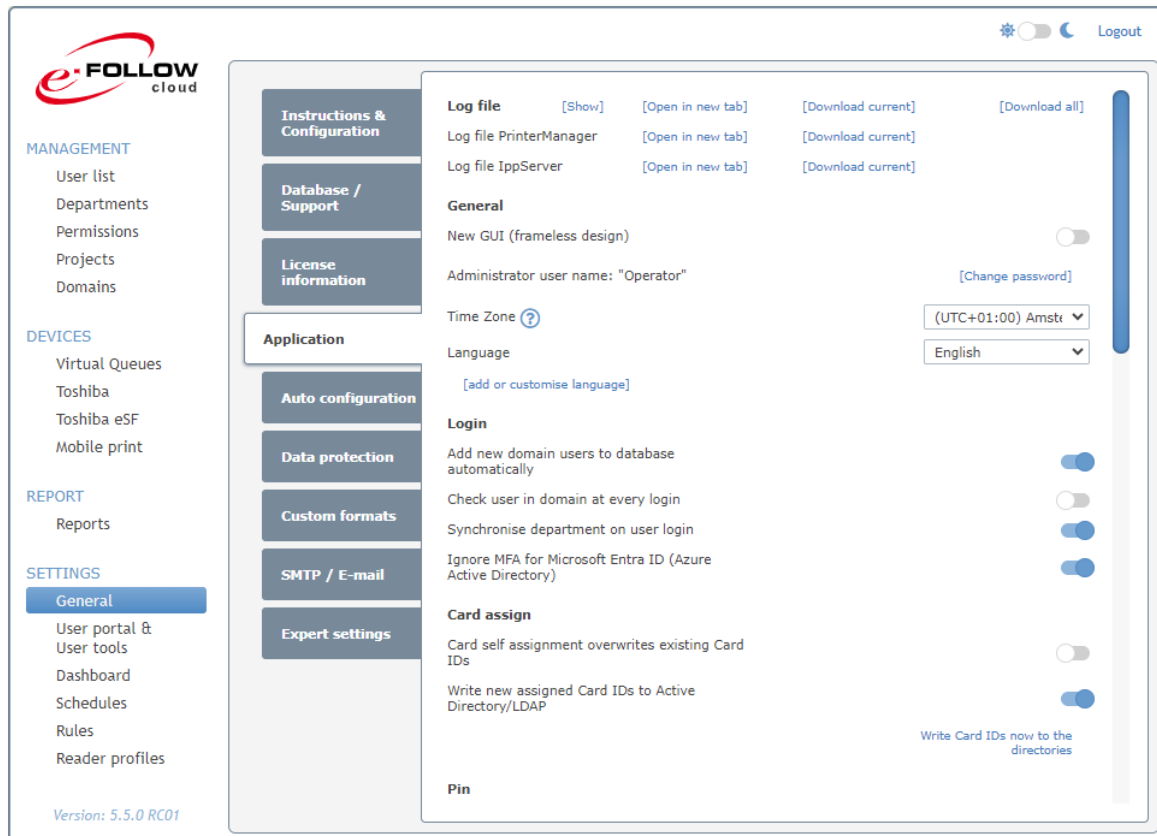 Logout
e-FOLLOW
cloud
MANAGEMENT
User list
Departments
Permissions
Projects
Domains
DEVICES
Virtual Queues
Toshiba
Toshiba eSF
Mobile print
REPORT
Reports
SETTINGS
General
User portal &
User tools
Dashboard
Schedules
Rules
Reader profiles
Version: 5.5.0 RC01
Instructions &
Configuration
Database /
Support
License
information
Application
Auto configuration
Data protection
Custom formats
SMTP / E-mail
Expert settings
Log file [Show] [Open in new tab] [Download current] [Download all]
Log file PrinterManager [Open in new tab] [Download current]
Log file IppServer [Open in new tab] [Download current]
General
New GUI (frameless design)
Administrator user name: "Operator" [Change password]
Time Zone ? (UTC+01:00) Amste
Language English
[add or customise language]
Login
Add new domain users to database
automatically
Check user in domain at every login
Synchronise department on user login
Ignore MFA for Microsoft Entra ID (Azure
Active Directory)
Card assign
Card self assignment overwrites existing Card
IDs
Write new assigned Card IDs to Active
Directory/LDAP
Write Card IDs now to the
directories
Pin